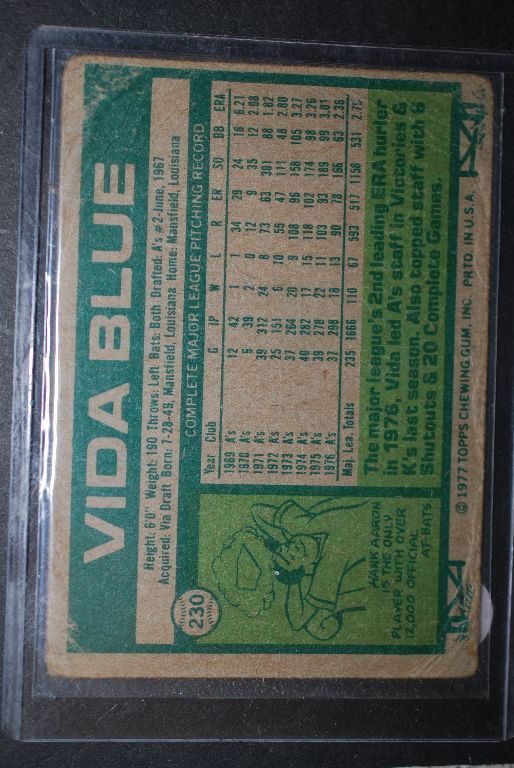 VIDA BLUE
Height: 6'0" Weight: 190 Throws: Left Bats: Both Drafted: A's #2-June, 1967
Acquired: Via Draft Born: 7-28-49, Mansfield, Louisiana Home: Mansfield, Louisiana
230
COMPLETE MAJOR LEAGUE PITCHING RECORD
Year Club G IP W L R ER SO BB ERA
1969 A's 12 42 1 1 34 29 24 18 6.21
1970 A's 6 39 2 0 12 9 35 12 2.08
1971 A's 39 312 24 8 73 63 301 88 1.82
1972 A's 25 151 6 10 55 47 111 48 2.80
1973 A's 37 264 20 9 108 96 158 105 3.27
1974 A's 40 282 17 15 118 102 174 98 3.26
1975 A's 39 278 22 11 103 93 189 99 3.01
1976 A's 37 298 18 13 90 78 166 63 2.36
Maj. Lea. Totals 235 1666 110 67 593 517 1158 531
The major league's 2nd leading ERA hurler
in 1976, Vida led A's staff in Victories &
K's last season. Also topped staff with 6
Shutouts & 20 Complete Games.
HANK AARON
IS THE ONLY
PLAYER WITH OVER
12,000 OFFICIAL
AT-BATS.
© 1977 TOPPS CHEWING GUM, INC. PRTD. IN U.S.A.